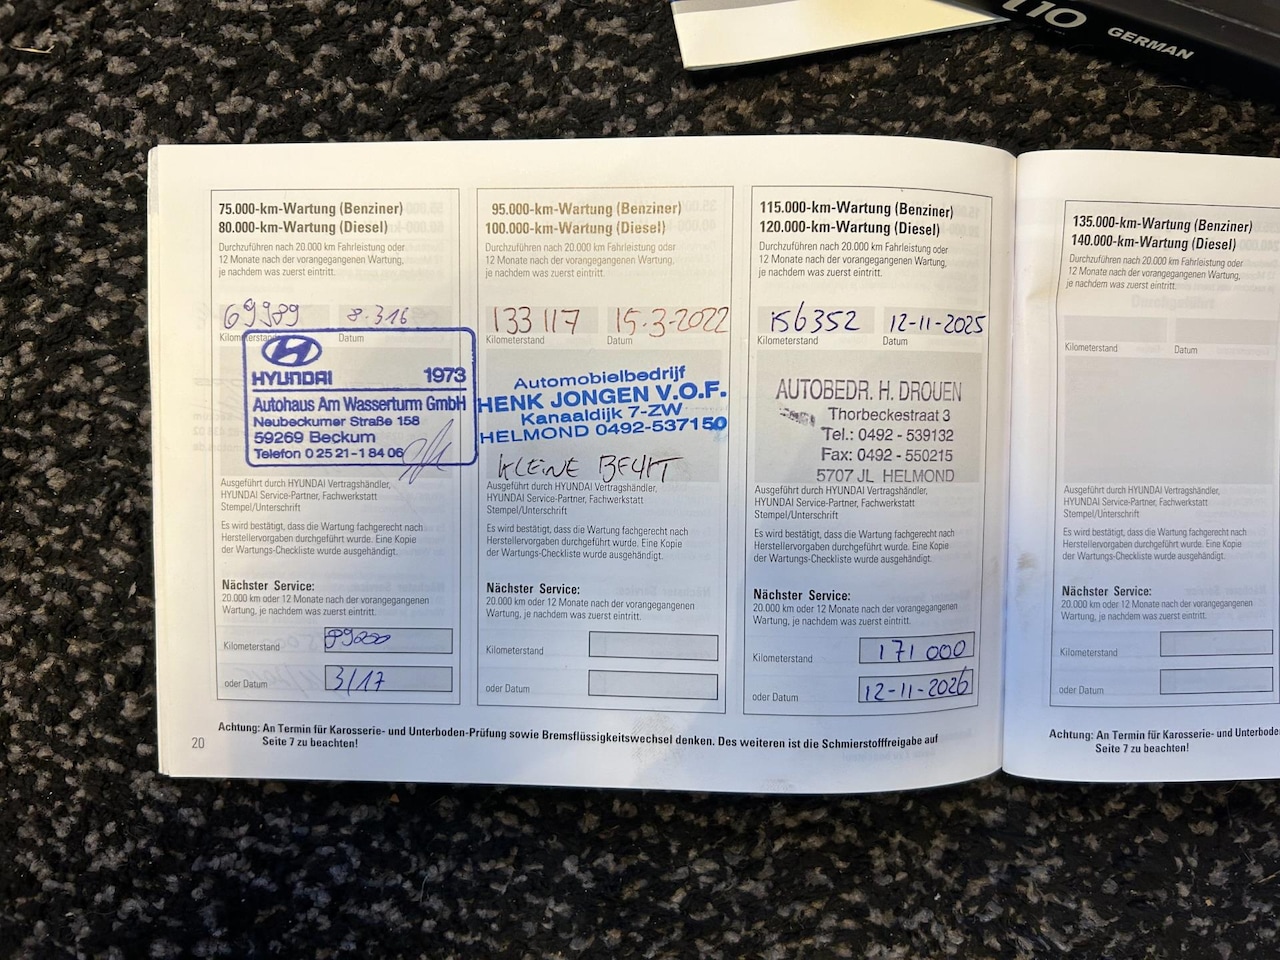 i10
GERMAN
75.000-km-Wartung (Benziner)
80.000-km-Wartung (Diesel)
Durchzuführen nach 20.000 km Fahrleistung oder
12 Monate nach der vorangegangenen Wartung,
je nachdem was zuerst eintritt.
69989 8.3.16
Kilometerstand Datum
HYUNDAI 1973
Autohaus Am Wasserturm GmbH
Neubeckumer Straße 158
59269 Beckum
Telefon 0 25 21-1 84 06
Ausgeführt durch HYUNDAI Vertragshändler,
HYUNDAI Service-Partner, Fachwerkstatt
Stempel/Unterschrift
Es wird bestätigt, dass die Wartung fachgerecht nach
Herstellervorgaben durchgeführt wurde. Eine Kopie
der Wartungs-Checkliste wurde ausgehändigt.
Nächster Service:
20.000 km oder 12 Monate nach der vorangegangenen
Wartung, je nachdem was zuerst eintritt.
Kilometerstand 89000
oder Datum 3/17
95.000-km-Wartung (Benziner)
100.000-km-Wartung (Diesel)
Durchzuführen nach 20.000 km Fahrleistung oder
12 Monate nach der vorangegangenen Wartung,
je nachdem was zuerst eintritt.
133 117 15-3-2022
Kilometerstand Datum
Automobielbedrijf
HENK JONGEN V.O.F.
Kanaaldijk 7-ZW
HELMOND 0492-537150
KLEINE BEURT
Ausgeführt durch HYUNDAI Vertragshändler,
HYUNDAI Service-Partner, Fachwerkstatt
Stempel/Unterschrift
Es wird bestätigt, dass die Wartung fachgerecht nach
Herstellervorgaben durchgeführt wurde. Eine Kopie
der Wartungs-Checkliste wurde ausgehändigt.
Nächster Service:
20.000 km oder 12 Monate nach der vorangegangenen
Wartung, je nachdem was zuerst eintritt.
Kilometerstand
oder Datum
115.000-km-Wartung (Benziner)
120.000-km-Wartung (Diesel)
Durchzuführen nach 20.000 km Fahrleistung oder
12 Monate nach der vorangegangenen Wartung,
je nachdem was zuerst eintritt.
156352 12-11-2025
Kilometerstand Datum
AUTOBEDR. H. DROUEN
Thorbeckestraat 3
Tel.: 0492 - 539132
Fax: 0492 - 550215
5707 JL HELMOND
Ausgeführt durch HYUNDAI Vertragshändler,
HYUNDAI Service-Partner, Fachwerkstatt
Stempel/Unterschrift
Es wird bestätigt, dass die Wartung fachgerecht nach
Herstellervorgaben durchgeführt wurde. Eine Kopie
der Wartungs-Checkliste wurde ausgehändigt.
Nächster Service:
20.000 km oder 12 Monate nach der vorangegangenen
Wartung, je nachdem was zuerst eintritt.
Kilometerstand 171 000
oder Datum 12-11-2026
Achtung: An Termin für Karosserie- und Unterboden-Prüfung sowie Bremsflüssigkeitswechsel denken. Des weiteren ist die Schmierstofffreigabe auf
Seite 7 zu beachten!
20
135.000-km-Wartung (Benziner)
140.000-km-Wartung (Diesel)
Durchzuführen nach 20.000 km Fahrleistung oder
12 Monate nach der vorangegangenen Wartung,
je nachdem was zuerst eintritt.
Kilometerstand Datum
Ausgeführt durch HYUNDAI Vertragshändler,
HYUNDAI Service-Partner, Fachwerkstatt
Stempel/Unterschrift
Es wird bestätigt, dass die Wartung fachgerecht nach
Herstellervorgaben durchgeführt wurde. Eine Kopie
der Wartungs-Checkliste wurde ausgehändigt.
Nächster Service:
20.000 km oder 12 Monate nach der vorangegangenen
Wartung, je nachdem was zuerst eintritt.
Kilometerstand
oder Datum
Achtung: An Termin für Karosserie- und Unterbode
Seite 7 zu beachten!